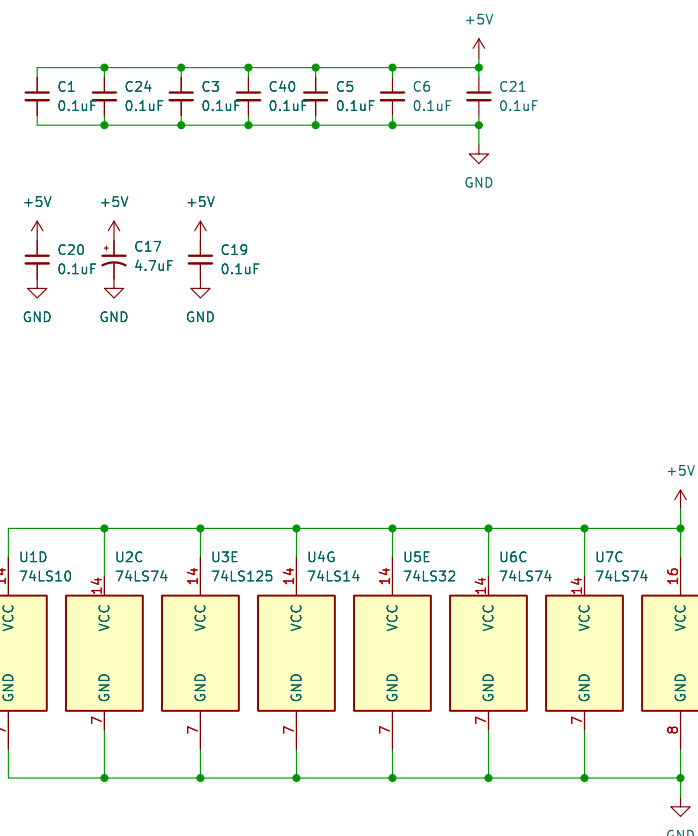 +5V
C1 C24 C3 C40 C5 C6 C21
0.1uF 0.1uF 0.1uF 0.1uF 0.1uF 0.1uF 0.1uF
GND
+5V +5V +5V
C20 + C17 C19
0.1uF 4.7uF 0.1uF
GND GND GND
+5V
U1D U2C U3E U4G U5E U6C U7C
74LS10 74LS74 74LS125 74LS14 74LS32 74LS74 74LS74
14 14 14 14 14 14 14 16
VCC VCC VCC VCC VCC VCC VCC VCC
GND GND GND GND GND GND GND GND
7 7 7 7 7 7 7 8
GND